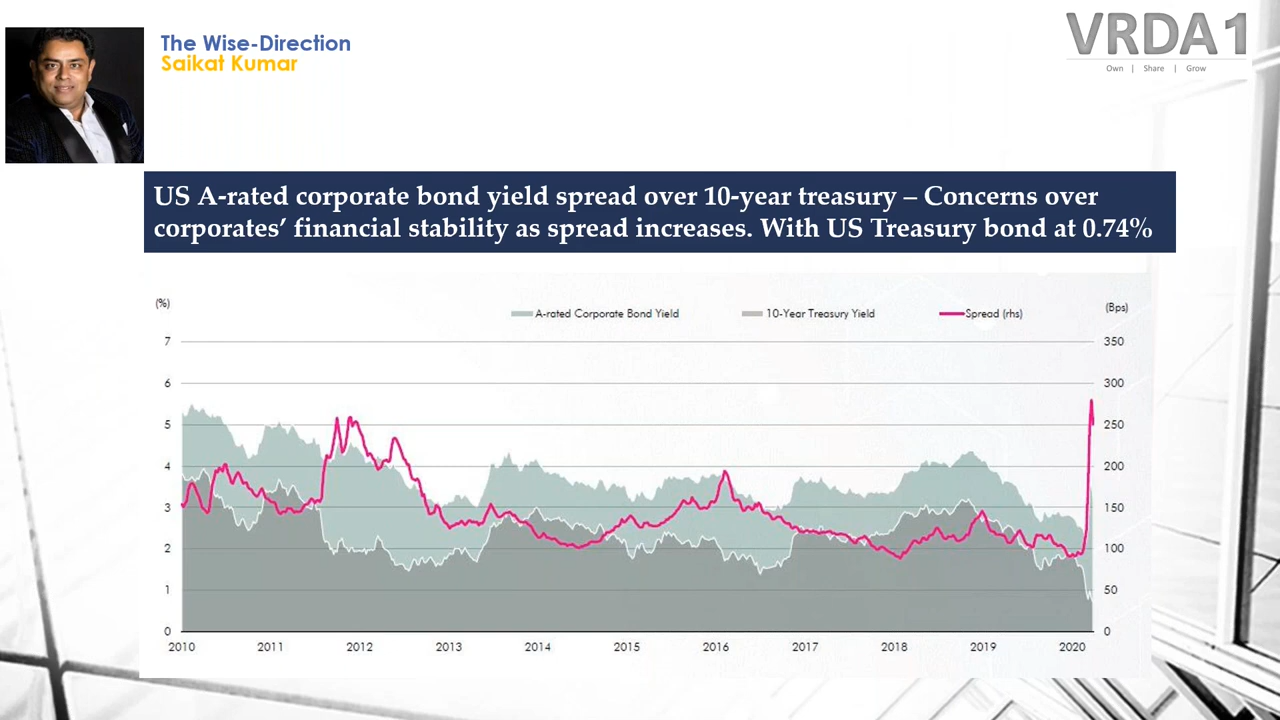 The Wise-Direction
Saikat Kumar
VRDA1
Own | Share | Grow
US A-rated corporate bond yield spread over 10-year treasury – Concerns over
corporates’ financial stability as spread increases. With US Treasury bond at 0.74%
(%)
(Bps)
A-rated Corporate Bond Yield
10-Year Treasury Yield
Spread (rhs)
7
350
6
300
5
250
4
200
3
150
2
100
1
50
0
0
2010
2011
2012
2013
2014
2015
2016
2017
2018
2019
2020